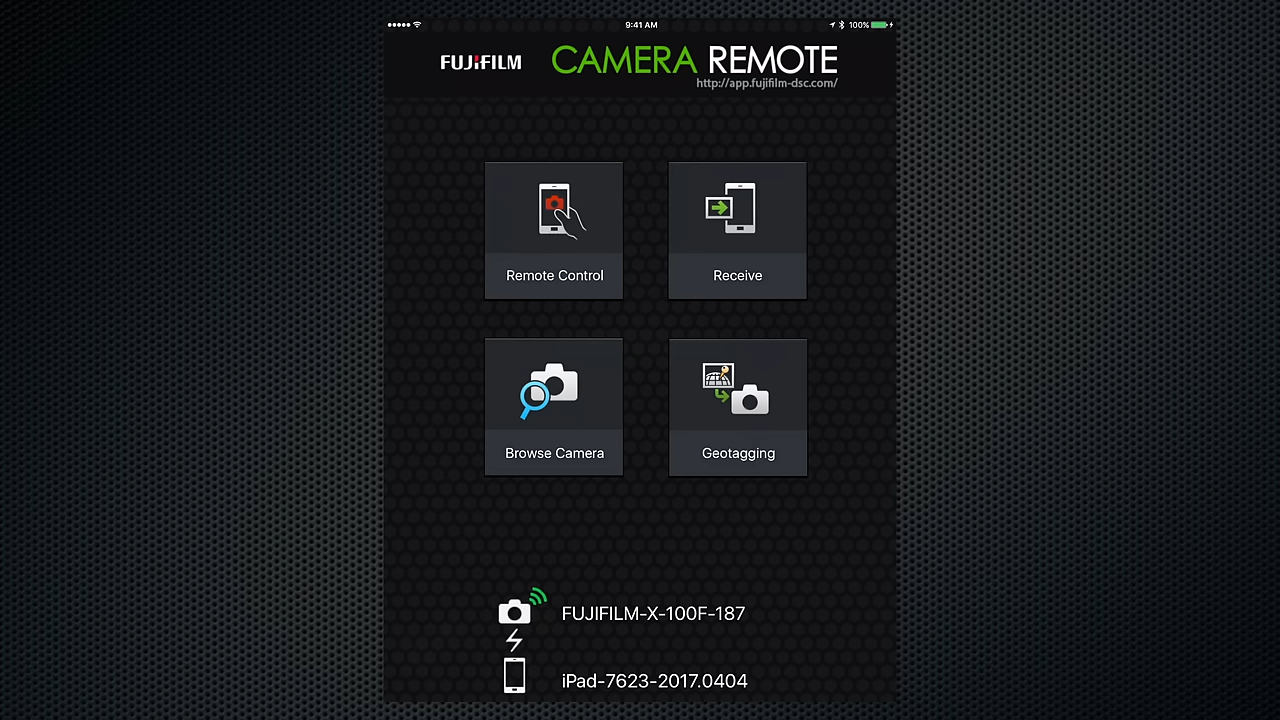 9:41 AM
100%
FUJIFILM
CAMERA REMOTE
http://app.fujifilm-dsc.com/
Remote Control
Receive
Browse Camera
Geotagging
FUJIFILM-X-100F-187
iPad-7623-2017.0404